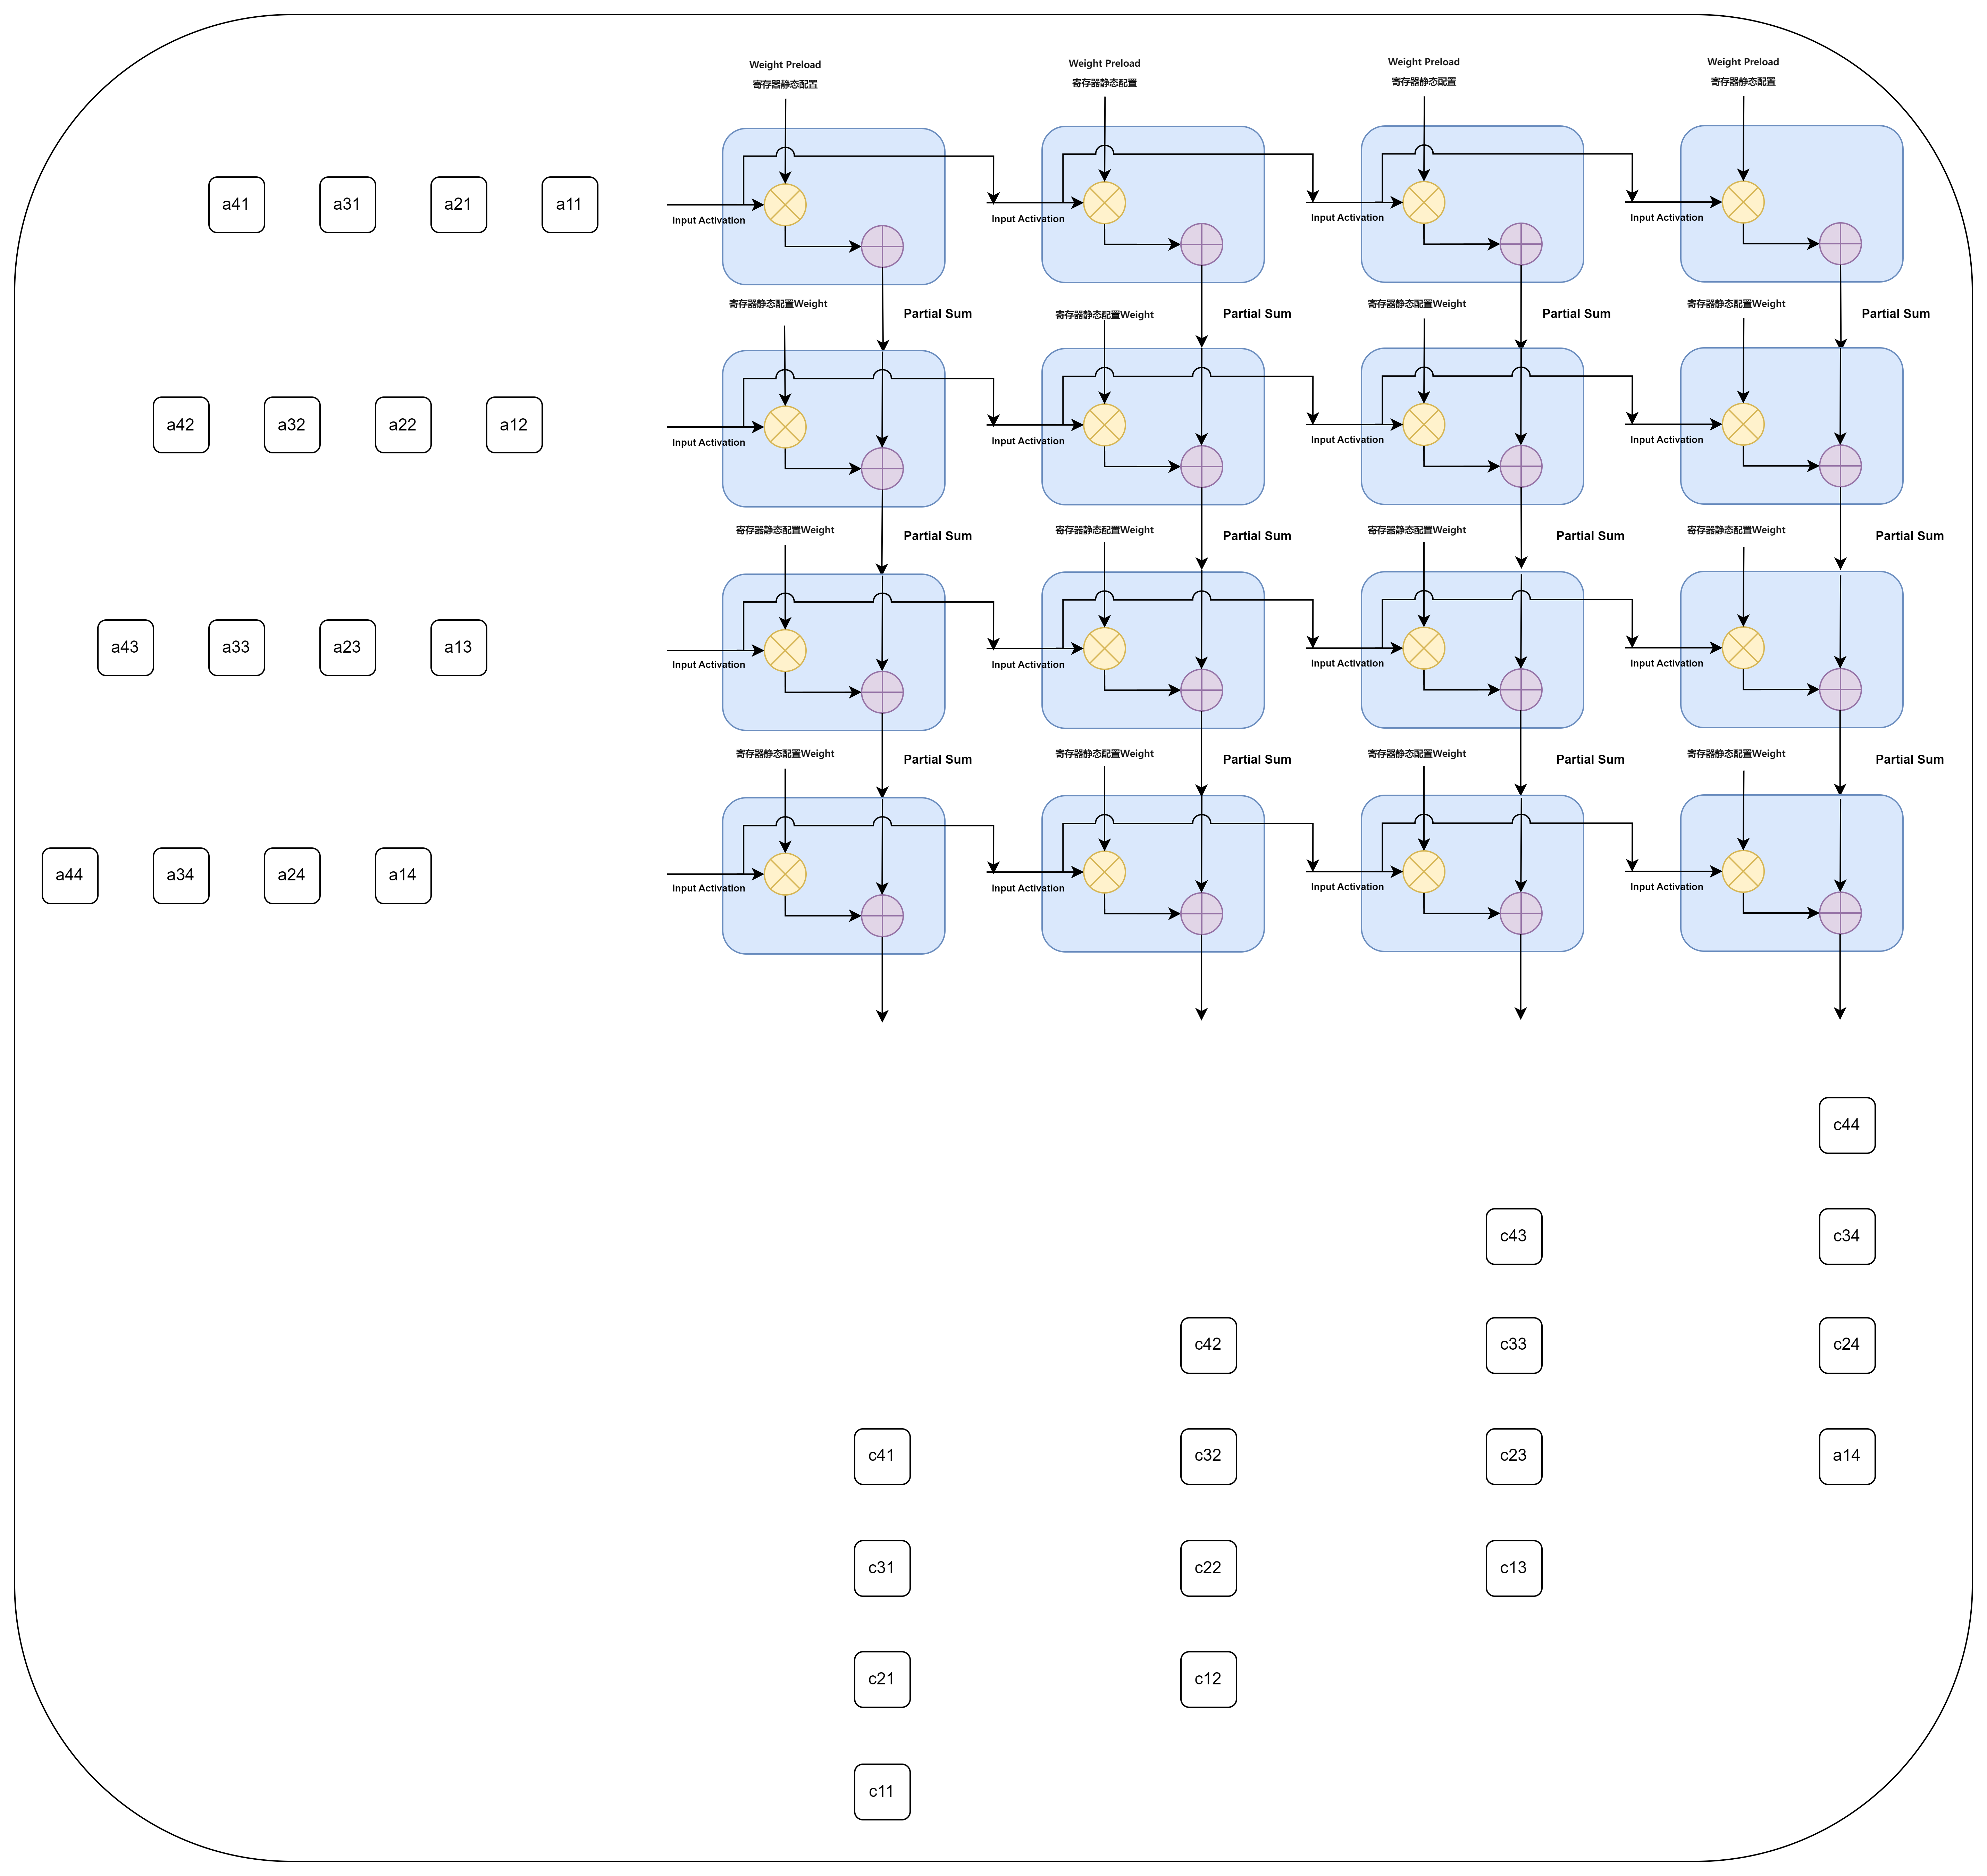 Weight Preload
寄存器静态配置
Weight Preload
寄存器静态配置
Weight Preload
寄存器静态配置
Weight Preload
寄存器静态配置
a41
a31
a21
a11
Input Activation
Input Activation
Input Activation
Input Activation
寄存器静态配置Weight
Partial Sum
寄存器静态配置Weight
Partial Sum
寄存器静态配置Weight
Partial Sum
寄存器静态配置Weight
Partial Sum
a42
a32
a22
a12
Input Activation
Input Activation
Input Activation
Input Activation
寄存器静态配置Weight
Partial Sum
寄存器静态配置Weight
Partial Sum
寄存器静态配置Weight
Partial Sum
寄存器静态配置Weight
Partial Sum
a43
a33
a23
a13
Input Activation
Input Activation
Input Activation
Input Activation
寄存器静态配置Weight
Partial Sum
寄存器静态配置Weight
Partial Sum
寄存器静态配置Weight
Partial Sum
寄存器静态配置Weight
Partial Sum
a44
a34
a24
a14
Input Activation
Input Activation
Input Activation
Input Activation
c44
c43
c34
c42
c33
c24
c41
c32
c23
a14
c31
c22
c13
c21
c12
c11